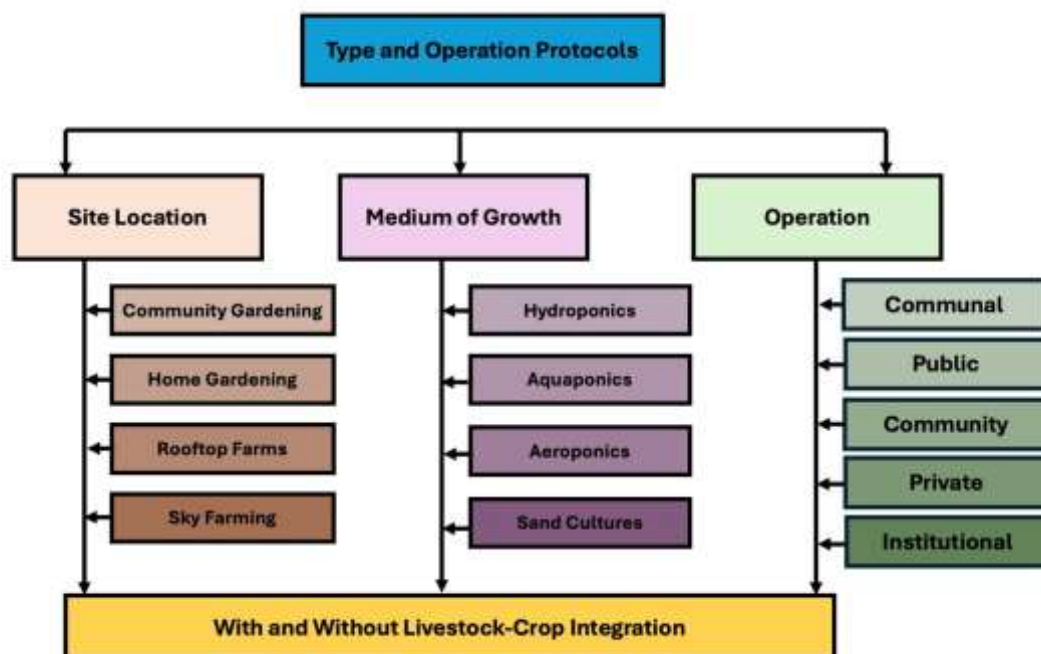 Type and Operation Protocols
Site Location
Medium of Growth
Operation
Community Gardening
Home Gardening
Rooftop Farms
Sky Farming
Hydroponics
Aquaponics
Aeroponics
Sand Cultures
Communal
Public
Community
Private
Institutional
With and Without Livestock-Crop Integration